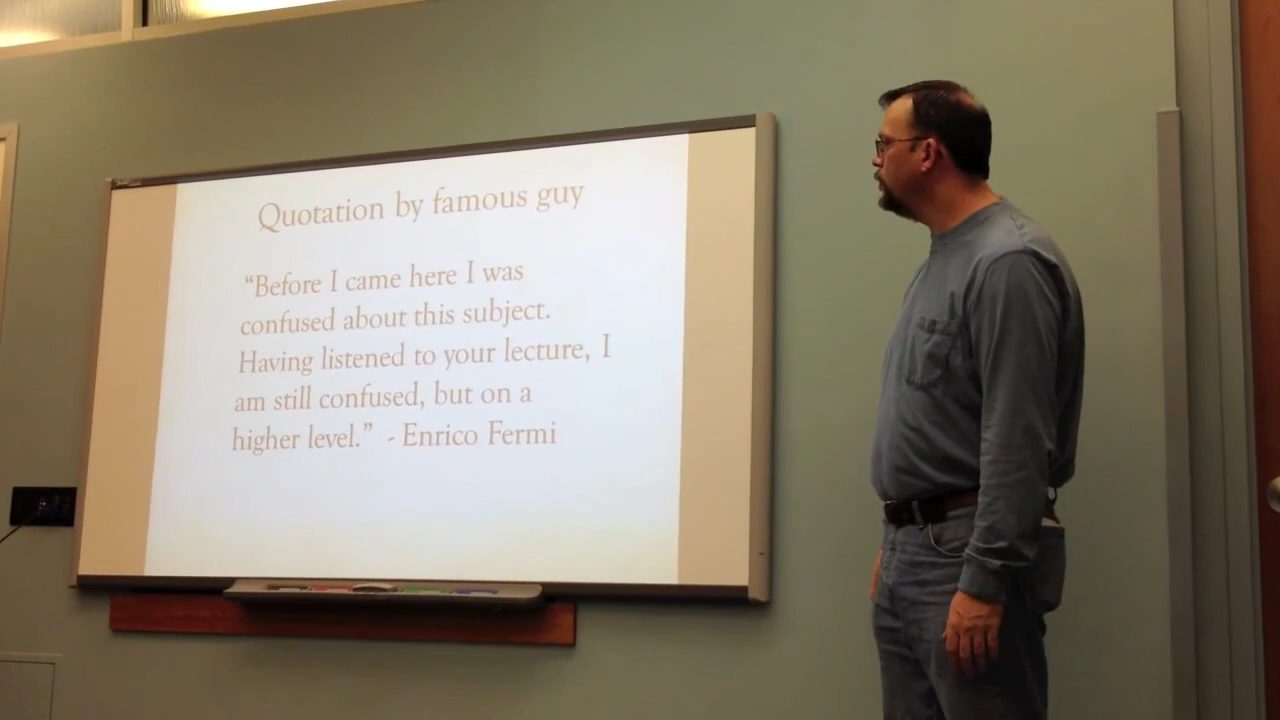 Quotation by famous guy
“Before I came here I was
confused about this subject.
Having listened to your lecture, I
am still confused, but on a
higher level.” - Enrico Fermi